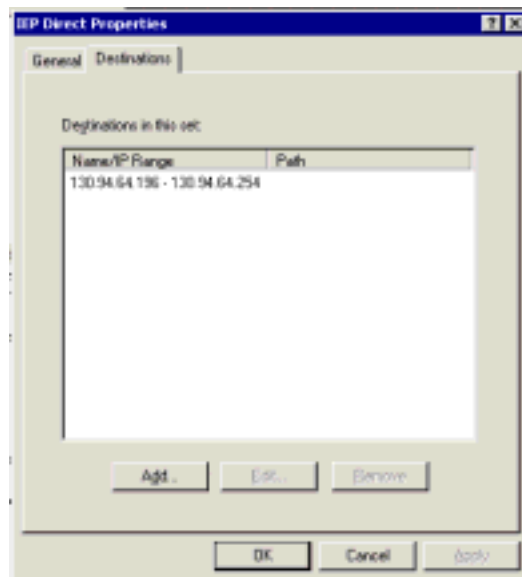 IEP Direct Properties
General Destinations
Destinations in this set:
Name/IP Range Path
130.94.64.196 - 130.94.64.254
Add... Edit... Remove
OK Cancel Apply